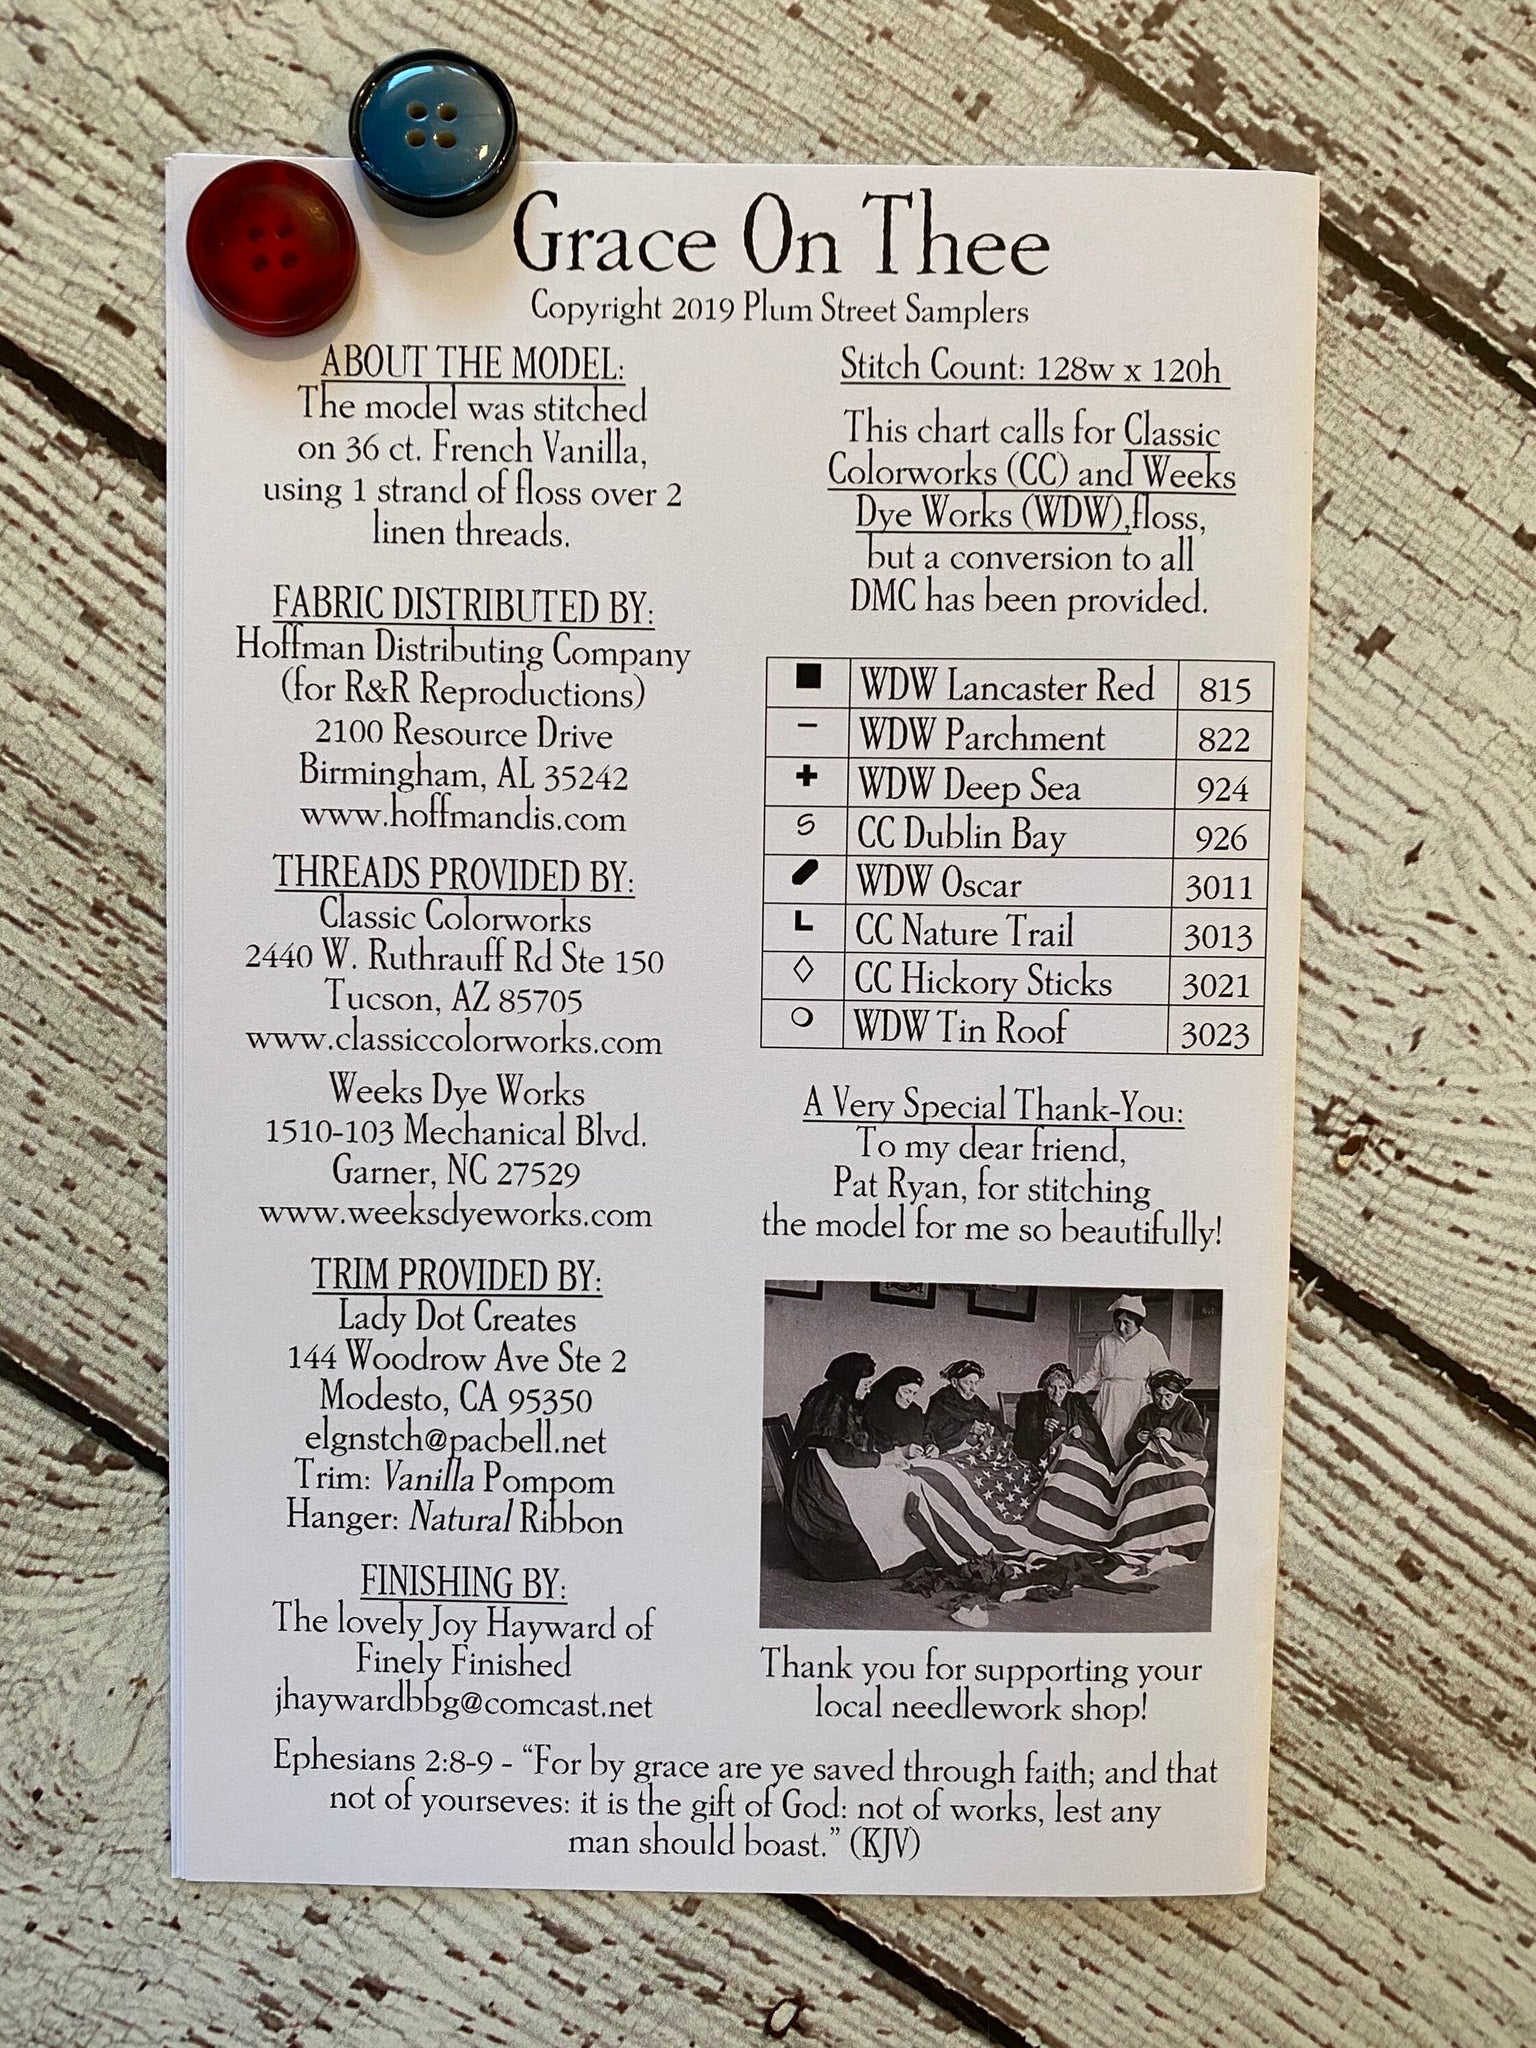 Grace On Thee
Copyright 2019 Plum Street Samplers
ABOUT THE MODEL:
The model was stitched
on 36 ct. French Vanilla,
using 1 strand of floss over 2
linen threads.
FABRIC DISTRIBUTED BY:
Hoffman Distributing Company
(for R&R Reproductions)
2100 Resource Drive
Birmingham, AL 35242
www.hoffmandis.com
THREADS PROVIDED BY:
Classic Colorworks
2440 W. Ruthrauff Rd Ste 150
Tucson, AZ 85705
www.classiccolorworks.com
Weeks Dye Works
1510-103 Mechanical Blvd.
Garner, NC 27529
www.weeksdyeworks.com
TRIM PROVIDED BY:
Lady Dot Creates
144 Woodrow Ave Ste 2
Modesto, CA 95350
elgnstch@pacbell.net
Trim: Vanilla Pompom
Hanger: Natural Ribbon
FINISHING BY:
The lovely Joy Hayward of
Finely Finished
jhaywardbbg@comcast.net
Stitch Count: 128w x 120h
This chart calls for Classic
Colorworks (CC) and Weeks
Dye Works (WDW),floss,
but a conversion to all
DMC has been provided.
■ WDW Lancaster Red 815
– WDW Parchment 822
✚ WDW Deep Sea 924
S CC Dublin Bay 926
WDW Oscar 3011
L CC Nature Trail 3013
◇ CC Hickory Sticks 3021
○ WDW Tin Roof 3023
A Very Special Thank-You:
To my dear friend,
Pat Ryan, for stitching
the model for me so beautifully!
Thank you for supporting your
local needlework shop!
Ephesians 2:8-9 - “For by grace are ye saved through faith; and that
not of yourseves: it is the gift of God: not of works, lest any
man should boast.” (KJV)